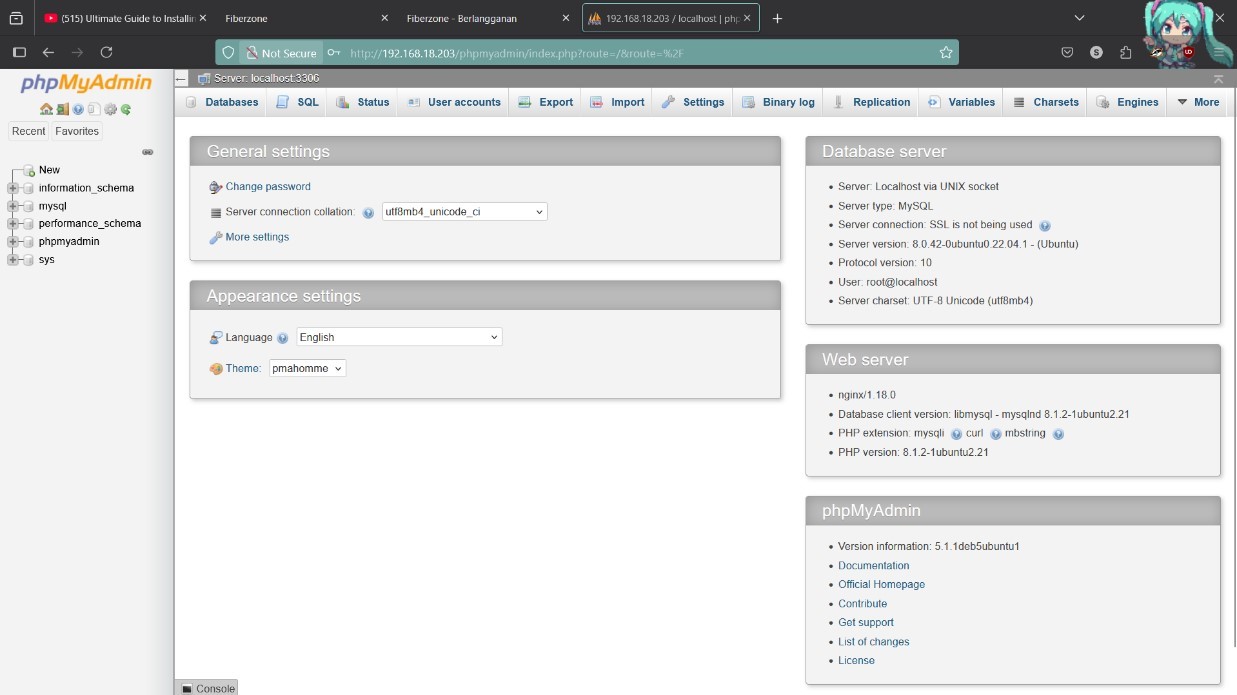 (515) Ultimate Guide to Installin
Fiberzone
Fiberzone - Berlangganan
192.168.18.203 / localhost | php
Not Secure
http://192.168.18.203/phpmyadmin/index.php?route=/&route=%2F
phpMyAdmin
Recent
Favorites
New
information_schema
mysql
performance_schema
phpmyadmin
sys
Server: localhost:3306
Databases
SQL
Status
User accounts
Export
Import
Settings
Binary log
Replication
Variables
Charsets
Engines
More
General settings
Change password
Server connection collation:
utf8mb4_unicode_ci
More settings
Appearance settings
Language
English
Theme:
pmahomme
Database server
Server: Localhost via UNIX socket
Server type: MySQL
Server connection: SSL is not being used
Server version: 8.0.42-0ubuntu0.22.04.1 - (Ubuntu)
Protocol version: 10
User: root@localhost
Server charset: UTF-8 Unicode (utf8mb4)
Web server
nginx/1.18.0
Database client version: libmysql - mysqlnd 8.1.2-1ubuntu2.21
PHP extension: mysqli curl mbstring
PHP version: 8.1.2-1ubuntu2.21
phpMyAdmin
Version information: 5.1.1deb5ubuntu1
Documentation
Official Homepage
Contribute
Get support
List of changes
License
Console